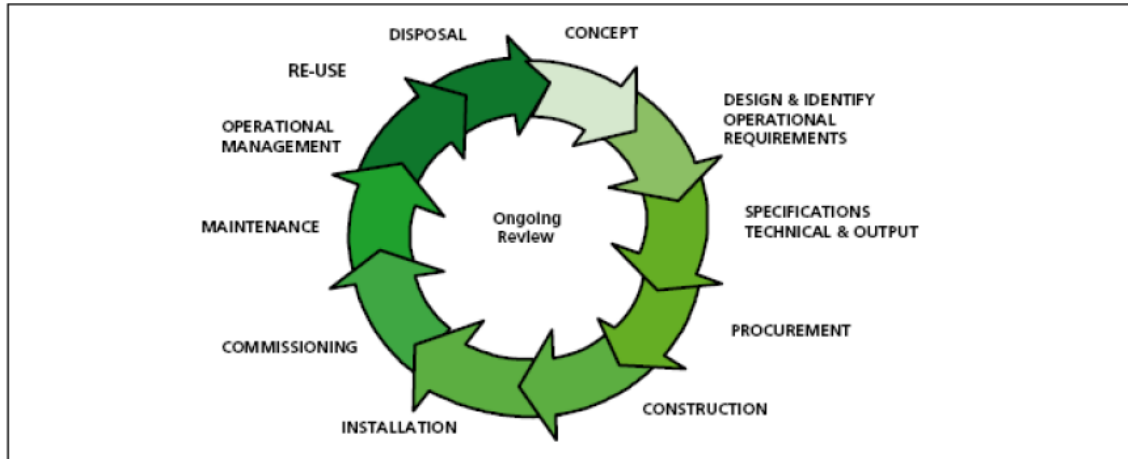 CONCEPT
DESIGN & IDENTIFY
OPERATIONAL
REQUIREMENTS
SPECIFICATIONS
TECHNICAL & OUTPUT
PROCUREMENT
CONSTRUCTION
INSTALLATION
COMMISSIONING
MAINTENANCE
OPERATIONAL
MANAGEMENT
RE-USE
DISPOSAL
Ongoing
Review